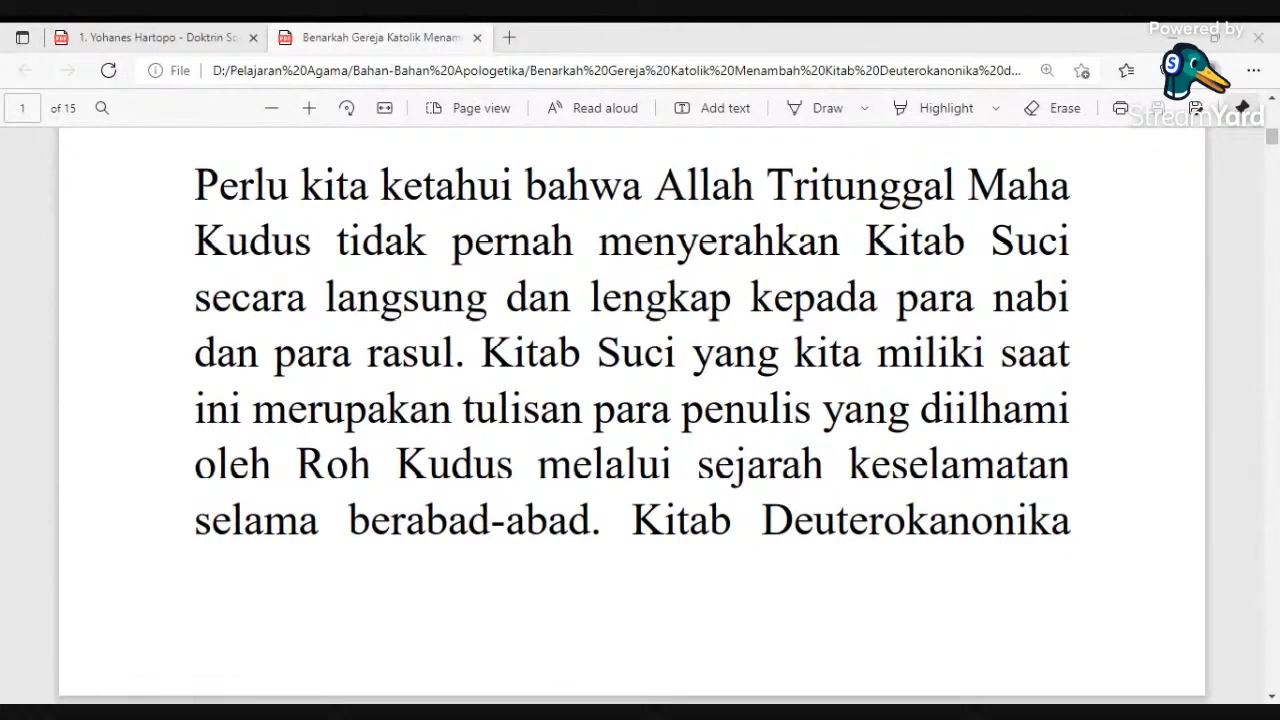 Powered by
1. Yohanes Hartopo - Doktrin So
Benarkah Gereja Katolik Menam
File
D:/Pelajaran%20Agama/Bahan-Bahan%20Apologetika/Benarkah%20Gereja%20Katolik%20Menambah%20Kitab%20Deuterokanonika%20d...
1 of 15
Page view
Read aloud
Add text
Draw
Highlight
Erase
StreamYard
Perlu kita ketahui bahwa Allah Tritunggal Maha
Kudus tidak pernah menyerahkan Kitab Suci
secara langsung dan lengkap kepada para nabi
dan para rasul. Kitab Suci yang kita miliki saat
ini merupakan tulisan para penulis yang diilhami
oleh Roh Kudus melalui sejarah keselamatan
selama berabad-abad. Kitab Deuterokanonika